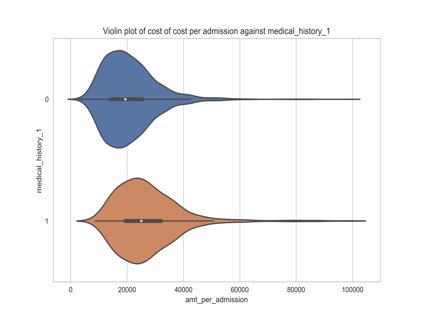 Violin plot of cost of cost per admission against medical_history_1
0
medical_history_1
1
0
20000
40000
60000
80000
100000
amt_per_admission